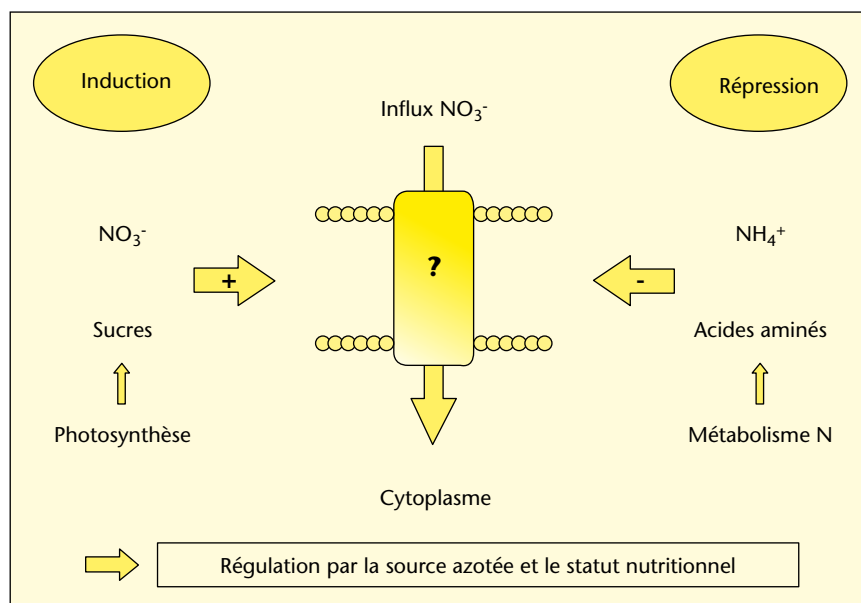 Induction
Répression
Influx NO₃⁻
NO₃⁻
?
NH₄⁺
+
-
Sucres
Acides aminés
Photosynthèse
Métabolisme N
Cytoplasme
Régulation par la source azotée et le statut nutritionnel